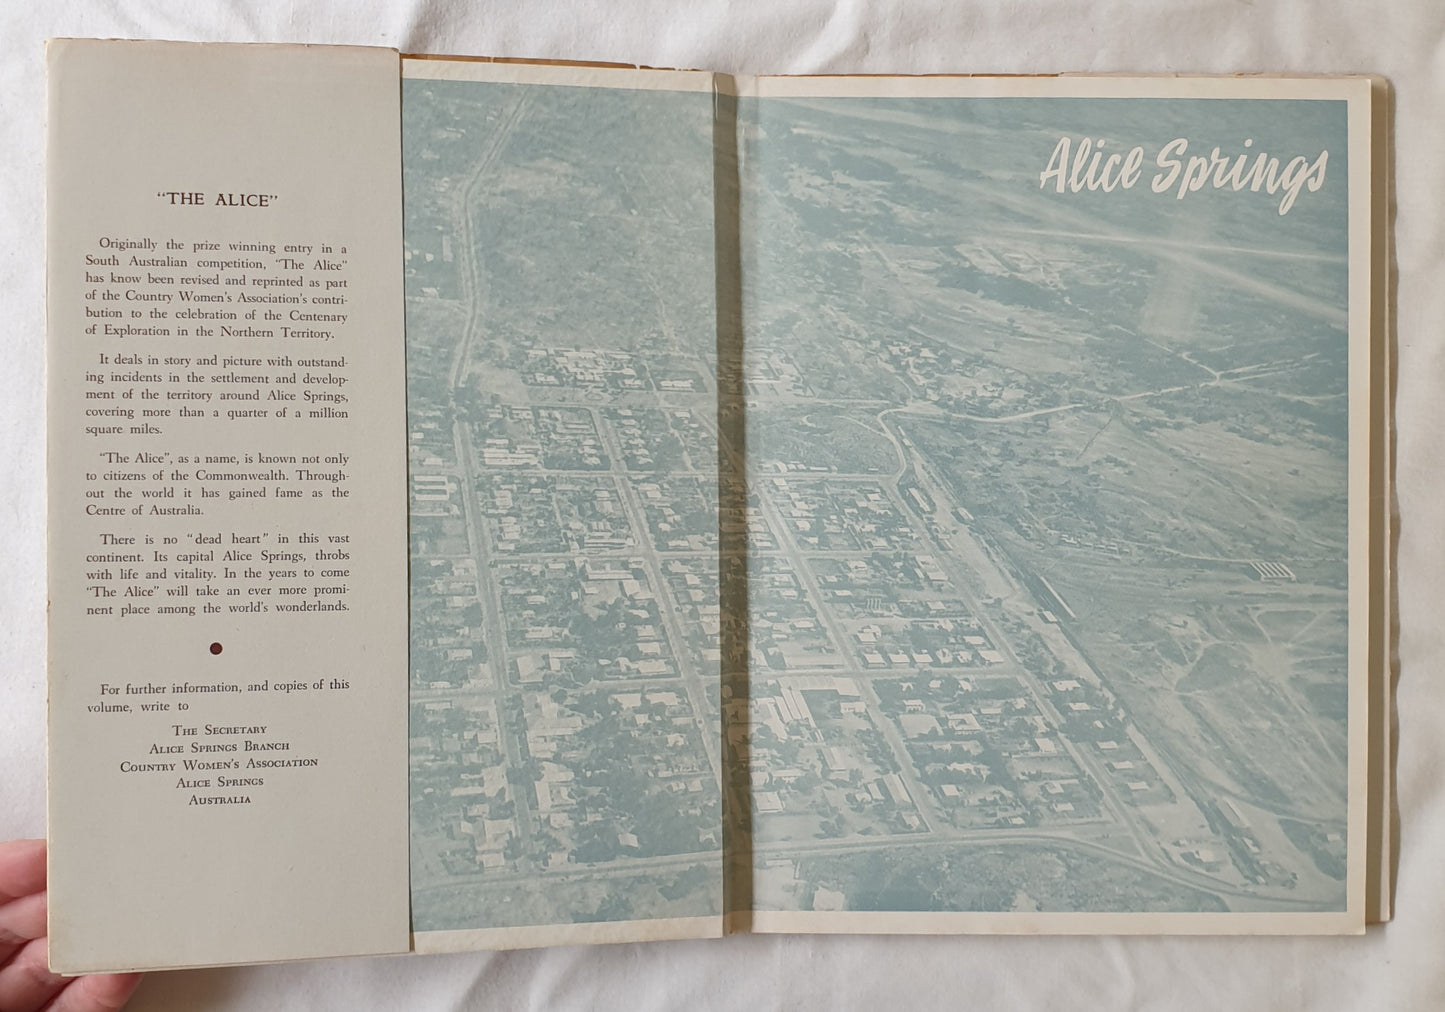 "THE ALICE"
Originally the prize winning entry in a
South Australian competition, "The Alice"
has know been revised and reprinted as part
of the Country Women's Association's contri-
bution to the celebration of the Centenary
of Exploration in the Northern Territory.
It deals in story and picture with outstand-
ing incidents in the settlement and develop-
ment of the territory around Alice Springs,
covering more than a quarter of a million
square miles.
"The Alice", as a name, is known not only
to citizens of the Commonwealth. Through-
out the world it has gained fame as the
Centre of Australia.
There is no "dead heart" in this vast
continent. Its capital Alice Springs, throbs
with life and vitality. In the years to come
"The Alice" will take an ever more promi-
nent place among the world's wonderlands.
For further information, and copies of this
volume, write to
THE SECRETARY
ALICE SPRINGS BRANCH
COUNTRY WOMEN'S ASSOCIATION
ALICE SPRINGS
AUSTRALIA
Alice Springs